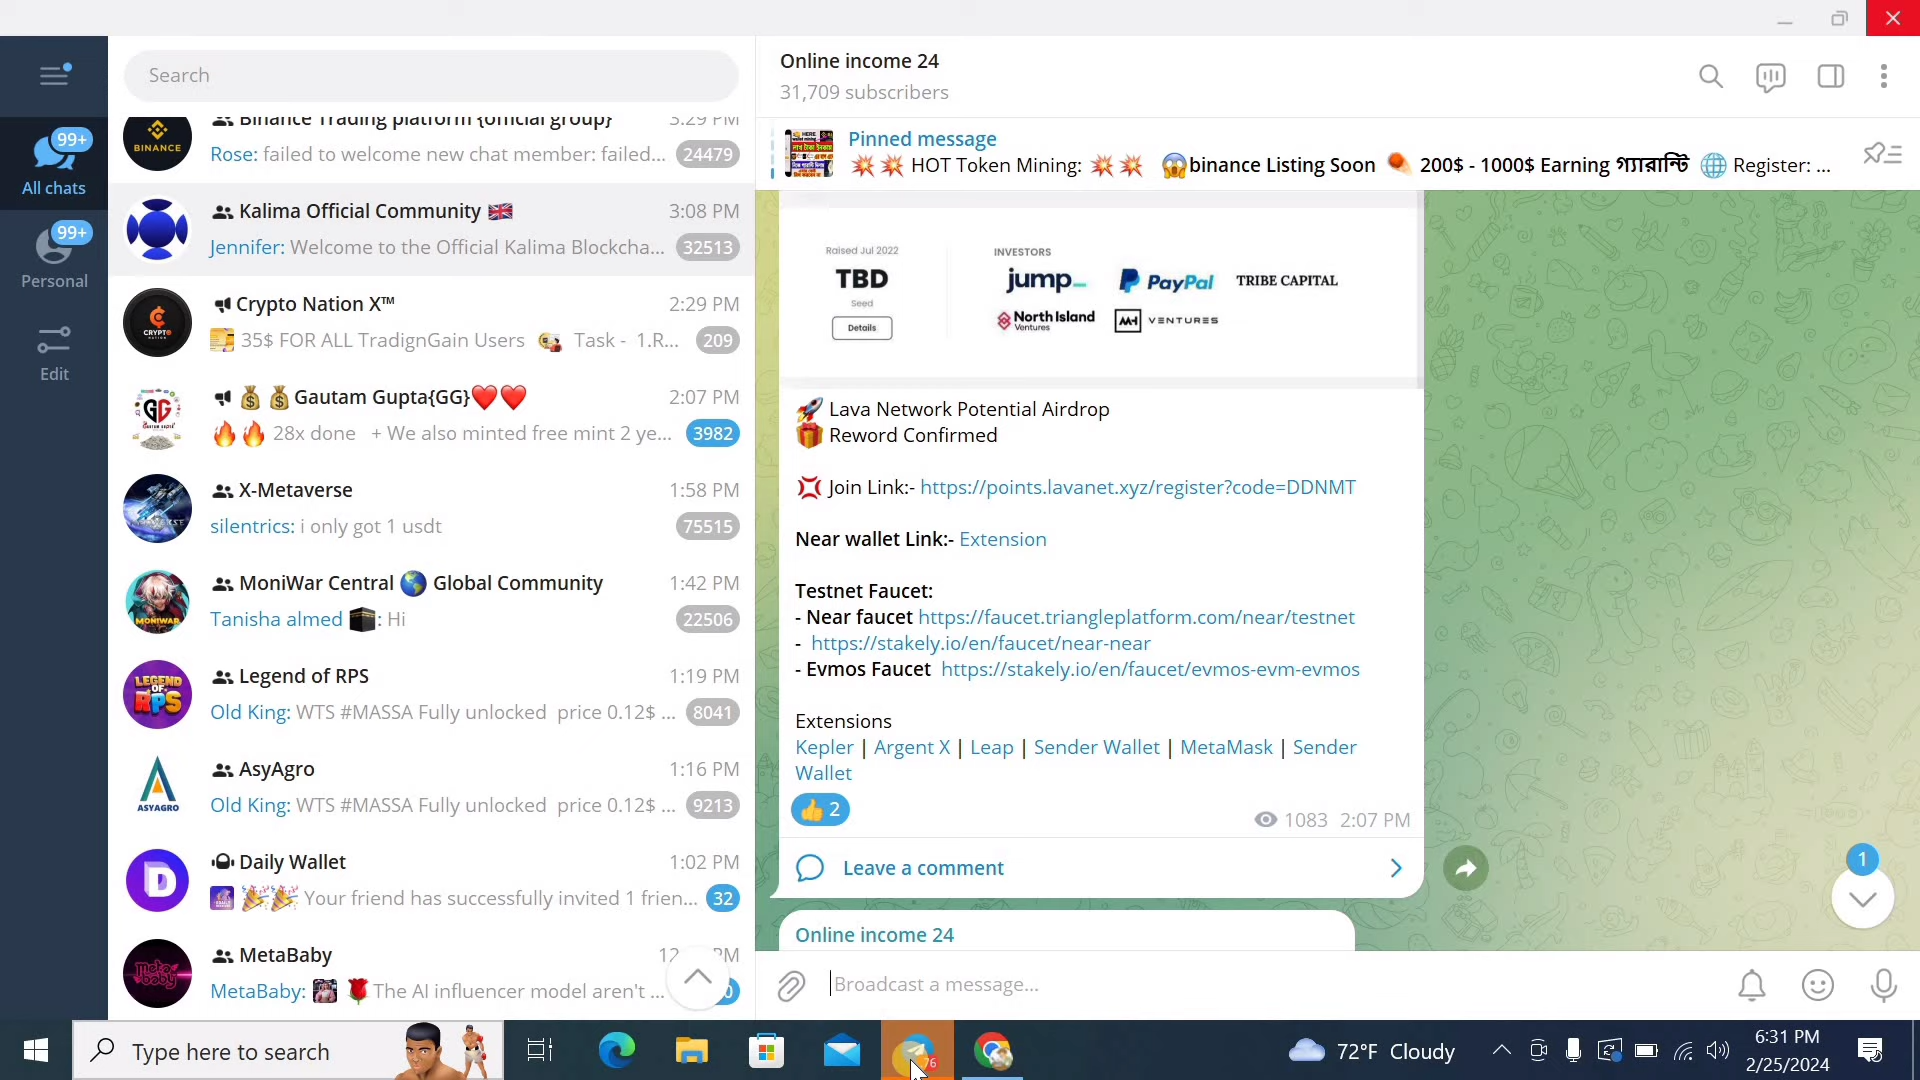 Search
Online income 24
31,709 subscribers
Pinned message
💥💥 HOT Token Mining: 💥💥 😱binance Listing Soon 200$ - 1000$ Earning গ্যারান্টি 🌐 Register: ...
99+
All chats
99+
Personal
Edit
BINANCE
Binance Trading platform {official group}
3:29 PM
Rose: failed to welcome new chat member: failed...
24479
Kalima Official Community 🇬🇧
3:08 PM
Jennifer: Welcome to the Official Kalima Blockcha...
32513
CRYPTO
NATION
Crypto Nation X™
2:29 PM
35$ FOR ALL TradignGain Users Task - 1.R...
209
GG
💰💰Gautam Gupta{GG}❤️❤️
2:07 PM
🔥🔥 28x done + We also minted free mint 2 ye...
3982
X-Metaverse
1:58 PM
silentrics: i only got 1 usdt
75515
MONIWAR
MoniWar Central 🌎 Global Community
1:42 PM
Tanisha almed 🕋: Hi
22506
LEGEND
OF
RPS
Legend of RPS
1:19 PM
Old King: WTS #MASSA Fully unlocked price 0.12$ ...
8041
ASYAGRO
AsyAgro
1:16 PM
Old King: WTS #MASSA Fully unlocked price 0.12$ ...
9213
Daily Wallet
1:02 PM
🎉🎉 Your friend has successfully invited 1 frien...
32
MetaBaby
MetaBaby: 🌹The AI influencer model aren't ...
Raised Jul 2022
TBD
Seed
Details
INVESTORS
jump_
PayPal
TRIBE CAPITAL
North Island
Ventures
VENTURES
🚀 Lava Network Potential Airdrop
🎁 Reword Confirmed
💢 Join Link:- https://points.lavanet.xyz/register?code=DDNMT
Near wallet Link:- Extension
Testnet Faucet:
- Near faucet https://faucet.triangleplatform.com/near/testnet
- https://stakely.io/en/faucet/near-near
- Evmos Faucet https://stakely.io/en/faucet/evmos-evm-evmos
Extensions
Kepler | Argent X | Leap | Sender Wallet | MetaMask | Sender
Wallet
👍 2
1083 2:07 PM
Leave a comment
1
Online income 24
Broadcast a message...
Type here to search
76
72°F Cloudy
6:31 PM
2/25/2024